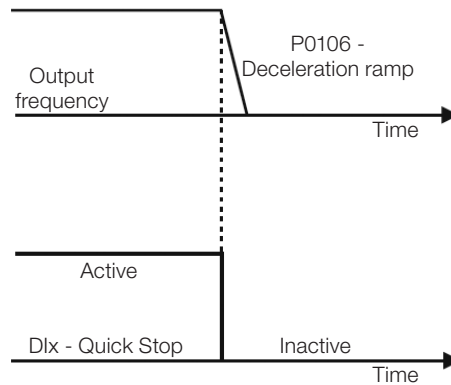 P0106 -
Deceleration ramp
Output
frequency
Time
Active
DIx - Quick Stop
Inactive
Time